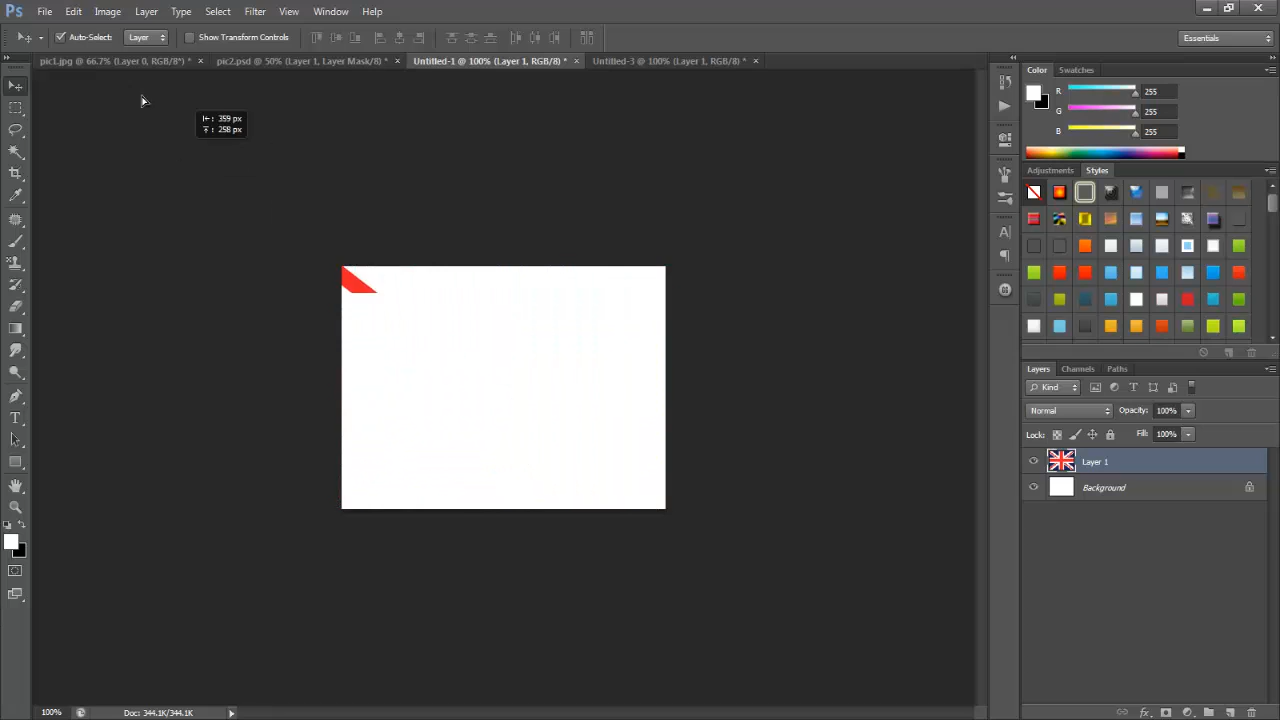 Ps File Edit Image Layer Type Select Filter View Window Help
Auto-Select: Layer Show Transform Controls Essentials
pic1.jpg @ 66.7% (Layer 0, RGB/8*) * × pic2.psd @ 50% (Layer 1, Layer Mask/8) * × Untitled-1 @ 100% (Layer 1, RGB/8) * × Untitled-3 @ 100% (Layer 1, RGB/8) * ×
Color Swatches
R 255
G 255
B 255
: 359 px
: 258 px
Adjustments Styles
Layers Channels Paths
Kind
Normal Opacity: 100%
Lock: Fill: 100%
Layer 1
Background
100% Doc: 344.1K/344.1K